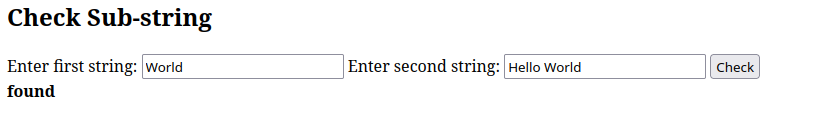 Check Sub-string
Enter first string: World Enter second string: Hello World Check
found